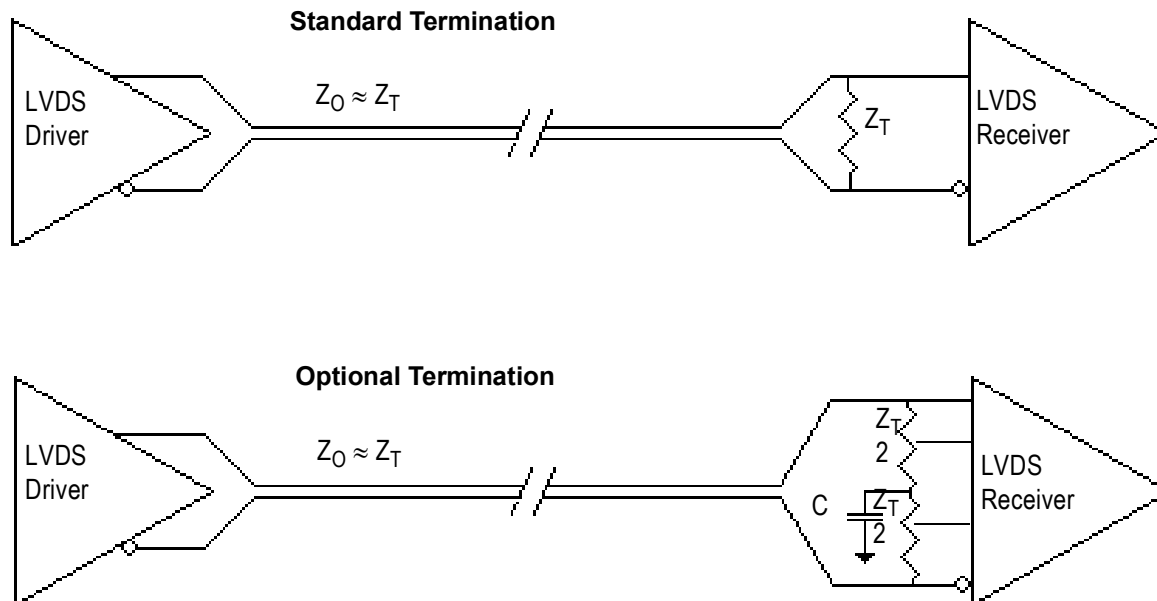 Standard Termination
LVDS
Driver
Z_O ≈ Z_T
Z_T
LVDS
Receiver
Optional Termination
LVDS
Driver
Z_O ≈ Z_T
Z_T
2
C
Z_T
2
LVDS
Receiver